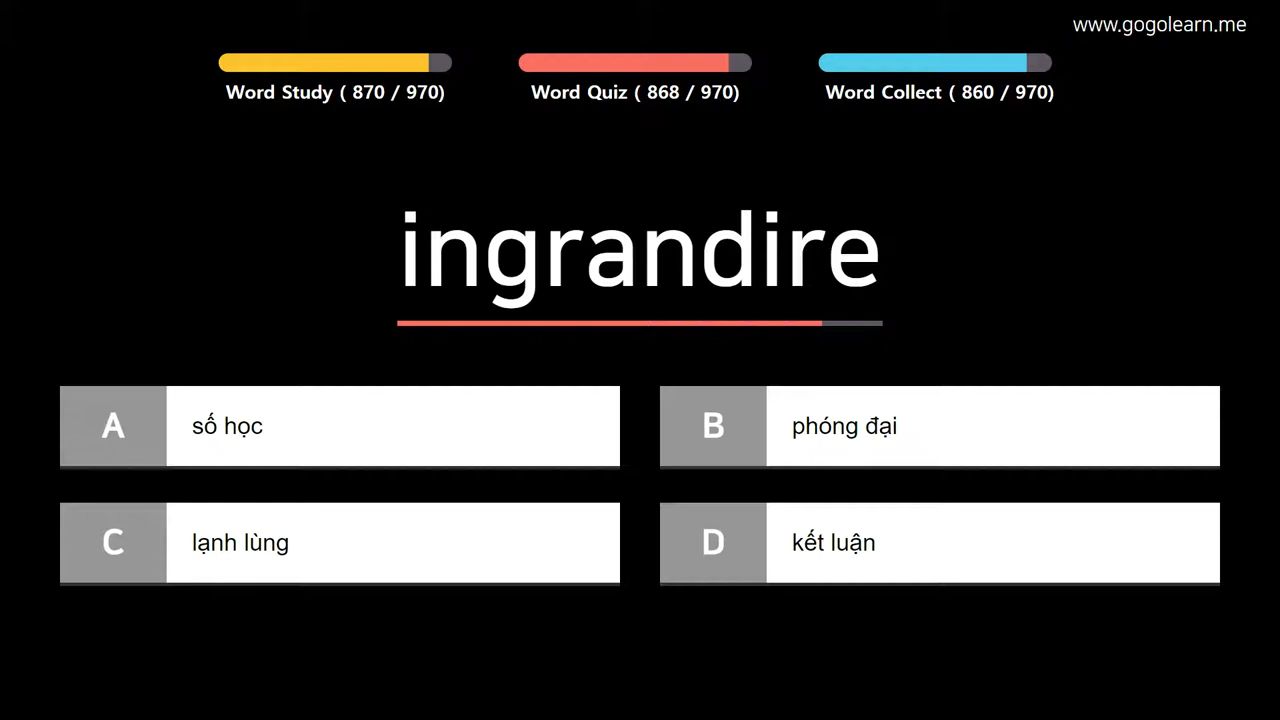 www.gogolearn.me
Word Study ( 870 / 970)
Word Quiz ( 868 / 970)
Word Collect ( 860 / 970)
ingrandire
A số học
B phóng đại
C lạnh lùng
D kết luận